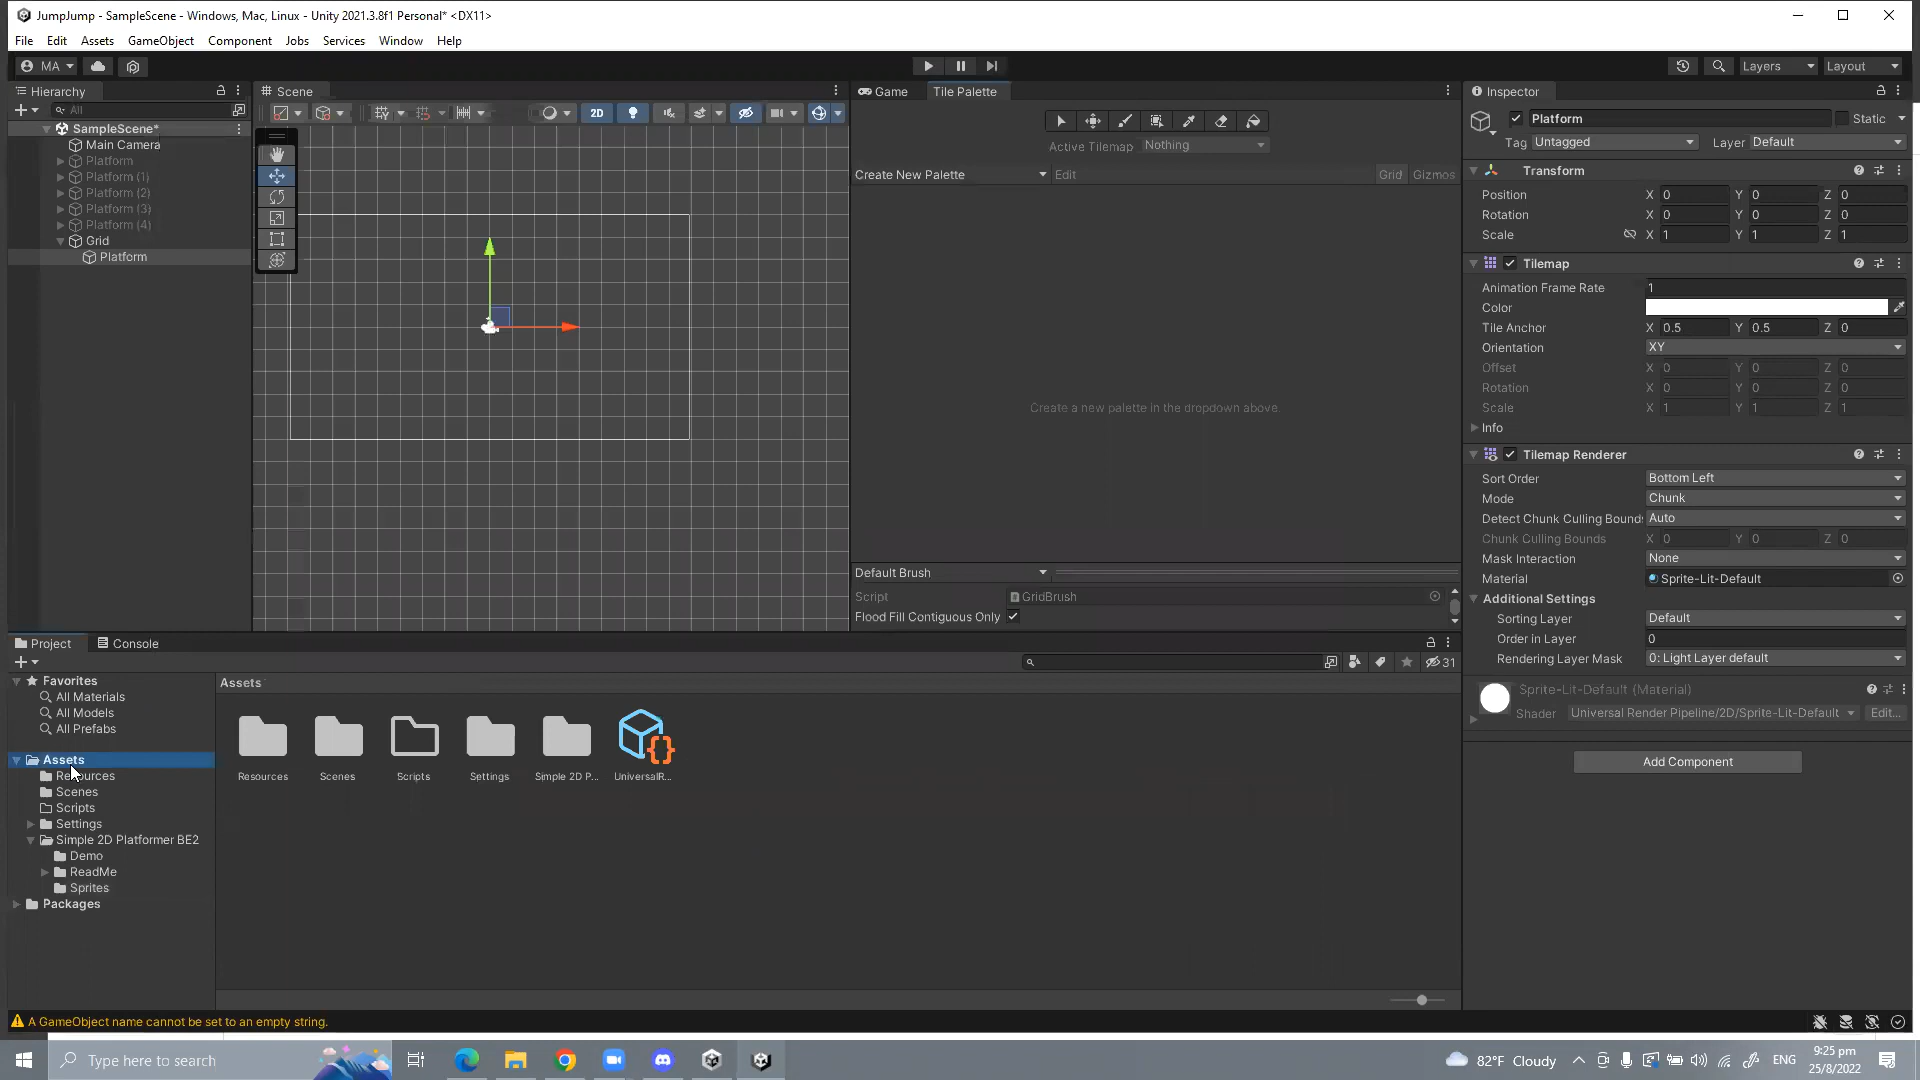 JumpJump - SampleScene - Windows, Mac, Linux - Unity 2021.3.8f1 Personal* <DX11>
File Edit Assets GameObject Component Jobs Services Window Help
MA
Layers
Layout
Hierarchy
All
SampleScene*
Main Camera
Platform
Platform (1)
Platform (2)
Platform (3)
Platform (4)
Grid
Platform
Scene
2D
Game Tile Palette
Active Tilemap Nothing
Create New Palette
Edit
Grid Gizmos
Create a new palette in the dropdown above.
Default Brush
Script GridBrush
Flood Fill Contiguous Only
Inspector
Platform
Static
Tag Untagged Layer Default
Transform
Position X 0 Y 0 Z 0
Rotation X 0 Y 0 Z 0
Scale X 1 Y 1 Z 1
Tilemap
Animation Frame Rate 1
Color
Tile Anchor X 0.5 Y 0.5 Z 0
Orientation XY
Offset X 0 Y 0 Z 0
Rotation X 0 Y 0 Z 0
Scale X 1 Y 1 Z 1
Info
Tilemap Renderer
Sort Order Bottom Left
Mode Chunk
Detect Chunk Culling Bound: Auto
Chunk Culling Bounds X 0 Y 0 Z 0
Mask Interaction None
Material Sprite-Lit-Default
Additional Settings
Sorting Layer Default
Order in Layer 0
Rendering Layer Mask 0: Light Layer default
Sprite-Lit-Default (Material)
Shader Universal Render Pipeline/2D/Sprite-Lit-Default Edit...
Add Component
Project Console
31
Favorites
All Materials
All Models
All Prefabs
Assets
Resources
Scenes
Scripts
Settings
Simple 2D Platformer BE2
Demo
ReadMe
Sprites
Packages
Assets
Resources Scenes Scripts Settings Simple 2D P... UniversalR...
A GameObject name cannot be set to an empty string.
Type here to search
82°F Cloudy
ENG
9:25 pm
25/8/2022